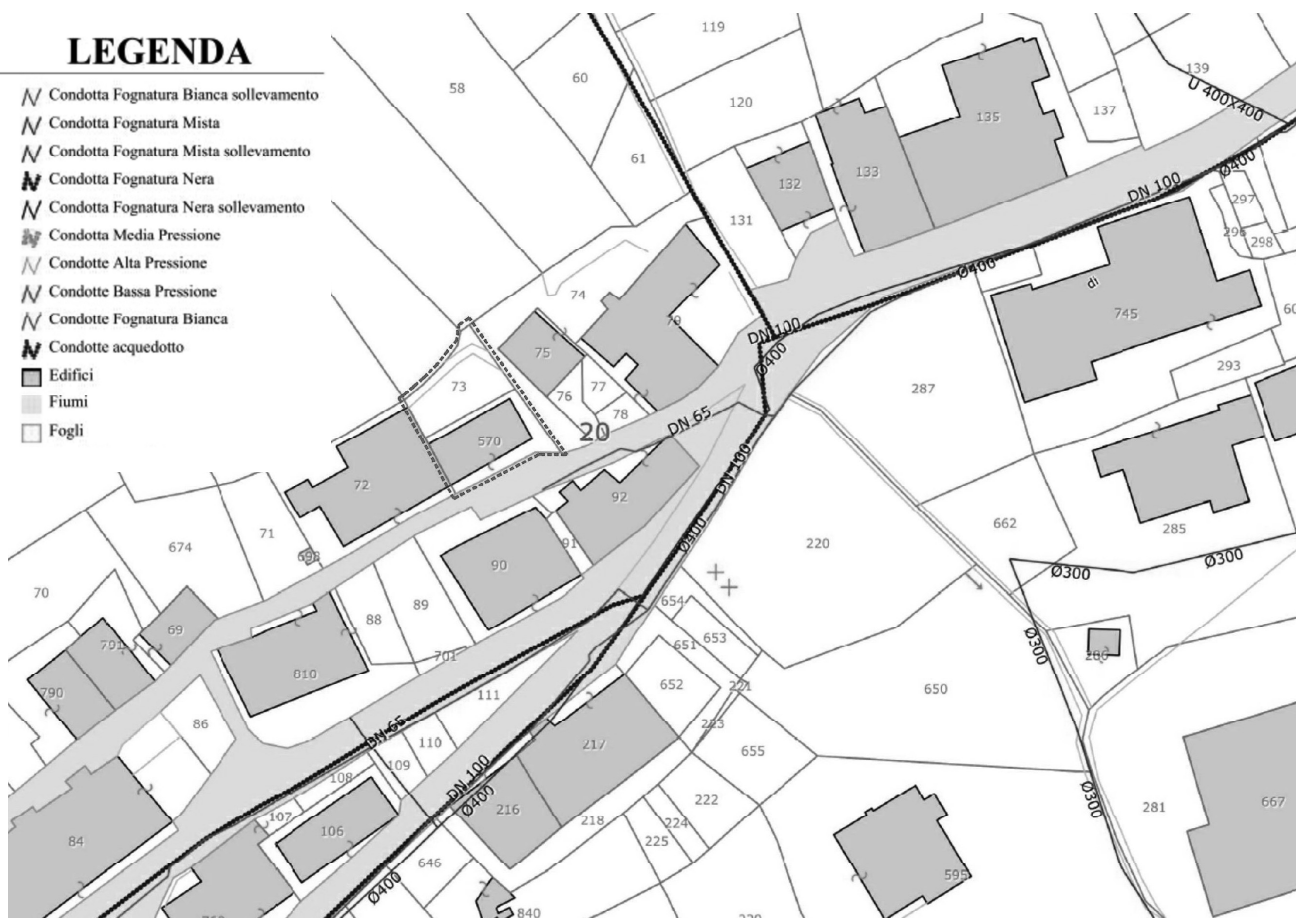 LEGENDA
Condotta Fognatura Bianca sollevamento
Condotta Fognatura Mista
Condotta Fognatura Mista sollevamento
Condotta Fognatura Nera
Condotta Fognatura Nera sollevamento
Condotta Media Pressione
Condotte Alta Pressione
Condotte Bassa Pressione
Condotte Fognatura Bianca
Condotte acquedotto
Edifici
Fiumi
Fogli
119
58
60
139
120
U 400X400
135
137
61
133
Ø400
132
DN 100
297
131
296
298
Ø400
74
di
745
79
DN 100
75
Ø400
293
73
77
287
76
78
DN 65
20
570
DN 100
72
92
662
285
71
674
Ø400
220
91
698
90
Ø300
Ø300
70
89
654
88
653
69
651
Ø300
701
280
810
652
221
790
111
650
86
223
DN 65
110
217
655
109
108
DN 100
222
Ø300
281
667
107
Ø400
216
218
224
84
106
225
646
595
Ø400
840